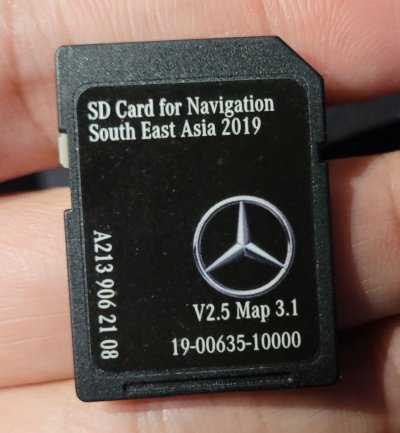 SD Card for Navigation
South East Asia 2019
A213 906 21 08
V2.5 Map 3.1
19-00635-10000